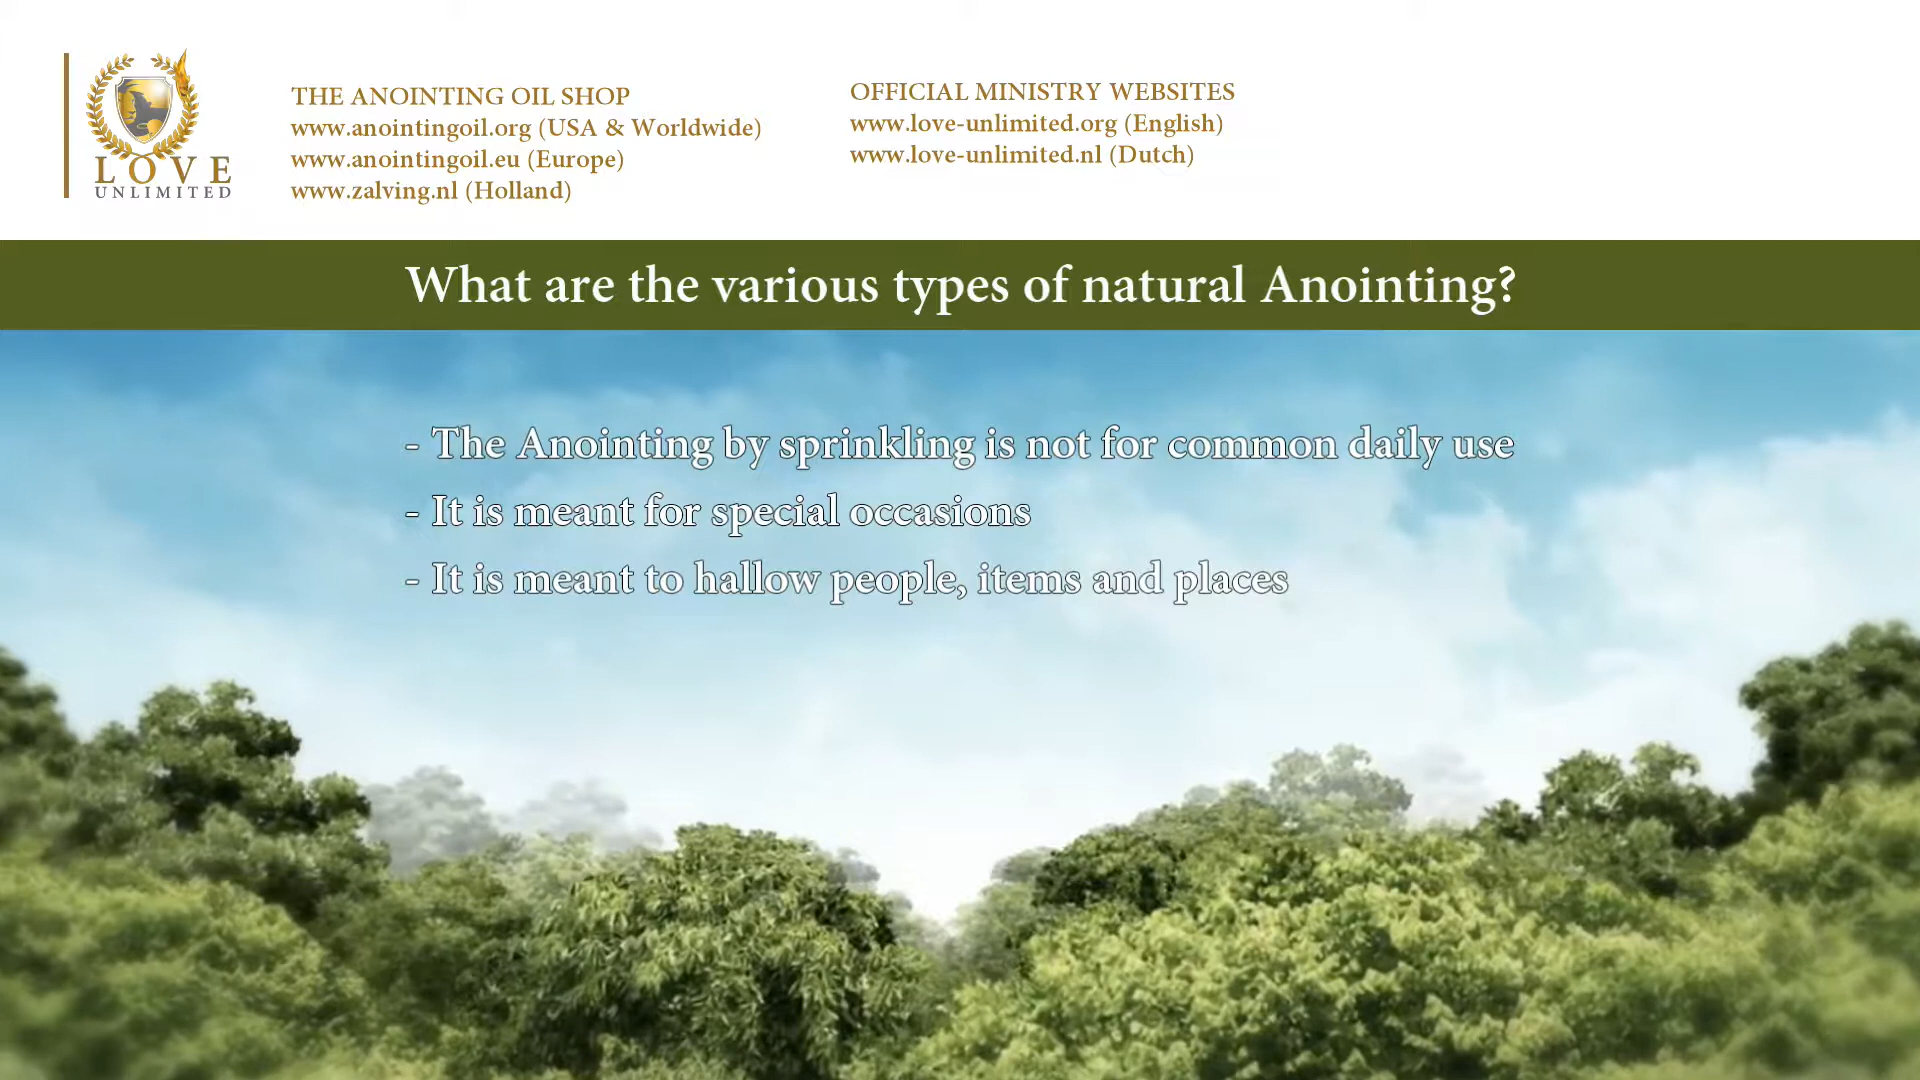 LOVE
UNLIMITED
THE ANOINTING OIL SHOP
www.anointingoil.org (USA & Worldwide)
www.anointingoil.eu (Europe)
www.zalving.nl (Holland)
OFFICIAL MINISTRY WEBSITES
www.love-unlimited.org (English)
www.love-unlimited.nl (Dutch)
What are the various types of natural Anointing?
- The Anointing by sprinkling is not for common daily use
- It is meant for special occasions
- It is meant to hallow people, items and places